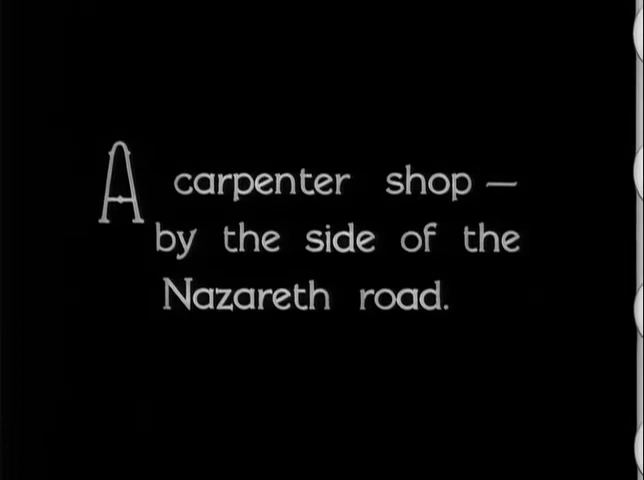 A carpenter shop —
by the side of the
Nazareth road.